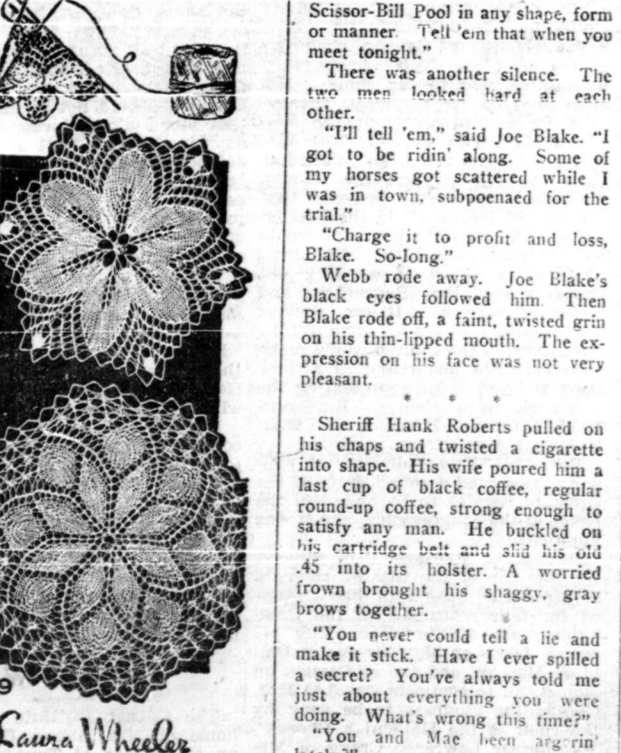 9
Laura Wheeler
Scissor-Bill Pool in any shape, form
or manner. Tell 'em that when you
meet tonight."
There was another silence. The
two men looked hard at each
other.
"I'll tell 'em," said Joe Blake. "I
got to be ridin' along. Some of
my horses got scattered while I
was in town, subpoenaed for the
trial."
"Charge it to profit and loss,
Blake. So-long."
Webb rode away. Joe Blake's
black eyes followed him. Then
Blake rode off, a faint, twisted grin
on his thin-lipped mouth. The ex-
pression on his face was not very
pleasant.
* * *
Sheriff Hank Roberts pulled on
his chaps and twisted a cigarette
into shape. His wife poured him a
last cup of black coffee, regular
round-up coffee, strong enough to
satisfy any man. He buckled on
his cartridge belt and slid his old
.45 into its holster. A worried
frown brought his shaggy, gray
brows together.
"You never could tell a lie and
make it stick. Have I ever spilled
a secret? You've always told me
just about everything you were
doing. What's wrong this time?"
"You and Mae been arguin'